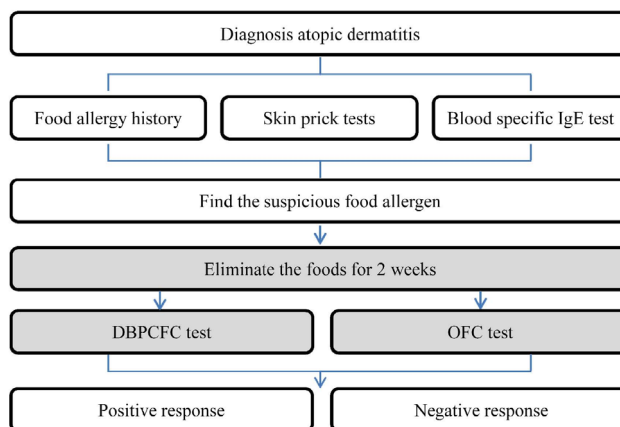 Diagnosis atopic dermatitis
Food allergy history
Skin prick tests
Blood specific IgE test
Find the suspicious food allergen
Eliminate the foods for 2 weeks
DBPCFC test
OFC test
Positive response
Negative response